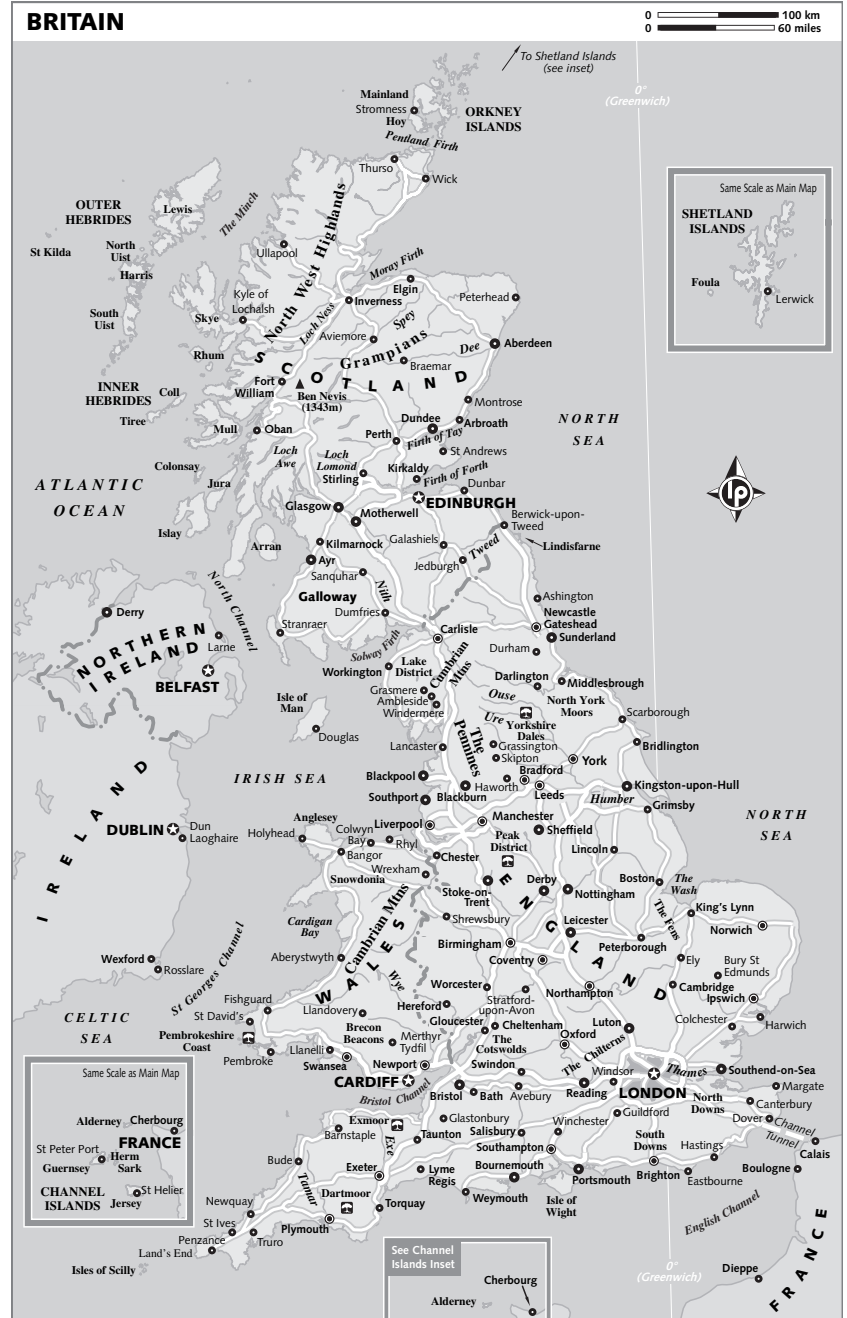 BRITAIN
0 100 km
0 60 miles
To Shetland Islands
(see inset)
0°
(Greenwich)
Mainland
Stromness
Hoy
ORKNEY
ISLANDS
Pentland Firth
Thurso
Wick
OUTER
HEBRIDES
Lewis
The Minch
St Kilda
North
Uist
Harris
Ullapool
North West Highlands
Moray Firth
Elgin
Kyle of
Lochalsh
Inverness
Peterhead
South
Uist
Skye
Loch Ness
Spey
Aviemore
Grampians
Dee
Aberdeen
Rhum
Braemar
SCOTLAND
Fort
William
Ben Nevis
(1343m)
INNER
HEBRIDES
Coll
Tiree
Montrose
Dundee
Arbroath
Mull
Oban
Perth
Firth of Tay
St Andrews
NORTH
SEA
Loch
Awe
Loch
Lomond
Stirling
Kirkaldy
Firth of Forth
Dunbar
Colonsay
Jura
ATLANTIC
OCEAN
EDINBURGH
Glasgow
Motherwell
Berwick-upon-
Tweed
Islay
Arran
Kilmarnock
Galashiels
Tweed
Lindisfarne
Ayr
Jedburgh
Sanquhar
Nith
Galloway
Dumfries
Ashington
North Channel
Derry
Stranraer
Newcastle
Gateshead
Sunderland
Carlisle
NORTHERN
IRELAND
Larne
Solway Firth
Durham
BELFAST
Workington
Lake
District
Cumbrian
Mtns
Darlington
Middlesbrough
Isle of
Man
Grasmere
Ambleside
Windermere
Ouse
North York
Moors
Ure
Yorkshire
Dales
Scarborough
Douglas
Lancaster
The
Pennines
Grassington
Skipton
York
Bridlington
IRISH SEA
Blackpool
Haworth
Bradford
Leeds
Kingston-upon-Hull
Southport
Blackburn
Humber
Grimsby
IRELAND
DUBLIN
Dun
Laoghaire
Anglesey
Liverpool
Manchester
NORTH
SEA
Holyhead
Colwyn
Bay
Rhyl
Peak
District
Sheffield
Bangor
Chester
Lincoln
Wrexham
Snowdonia
Stoke-on-
Trent
Derby
Nottingham
Boston
The
Wash
ENGLAND
Cambrian Mtns
WALES
Shrewsbury
Leicester
The Fens
King's Lynn
Norwich
Cardigan
Bay
Birmingham
Peterborough
Coventry
Aberystwyth
Ely
Bury St
Edmunds
Wexford
Rosslare
St Georges Channel
Wye
Worcester
Stratford-
upon-Avon
Northampton
Cambridge
Ipswich
Fishguard
Llandovery
Hereford
CELTIC
SEA
St David's
Gloucester
Cheltenham
Luton
Colchester
Harwich
Pembrokeshire
Coast
Brecon
Beacons
Merthyr
Tydfil
The
Cotswolds
Oxford
The Chilterns
Pembroke
Llanelli
Swansea
Newport
Swindon
Windsor
Thames
Southend-on-Sea
CARDIFF
LONDON
Bristol Channel
Bristol
Bath
Avebury
Reading
Margate
North
Downs
Canterbury
Exmoor
Glastonbury
Winchester
Guildford
Dover
Channel
Tunnel
Barnstaple
Exe
Taunton
Salisbury
Calais
Southampton
South
Downs
Hastings
Bude
Exeter
Lyme
Regis
Bournemouth
Portsmouth
Brighton
Eastbourne
Boulogne
Tamar
Dartmoor
Weymouth
Isle of
Wight
English Channel
Newquay
Torquay
St Ives
Plymouth
Penzance
Truro
Land's End
Isles of Scilly
0°
(Greenwich)
Dieppe
FRANCE
Same Scale as Main Map
SHETLAND
ISLANDS
Foula
Lerwick
lp
Same Scale as Main Map
Alderney
Cherbourg
FRANCE
St Peter Port
Guernsey
Herm
Sark
CHANNEL
ISLANDS
St Helier
Jersey
See Channel
Islands Inset
Cherbourg
Alderney